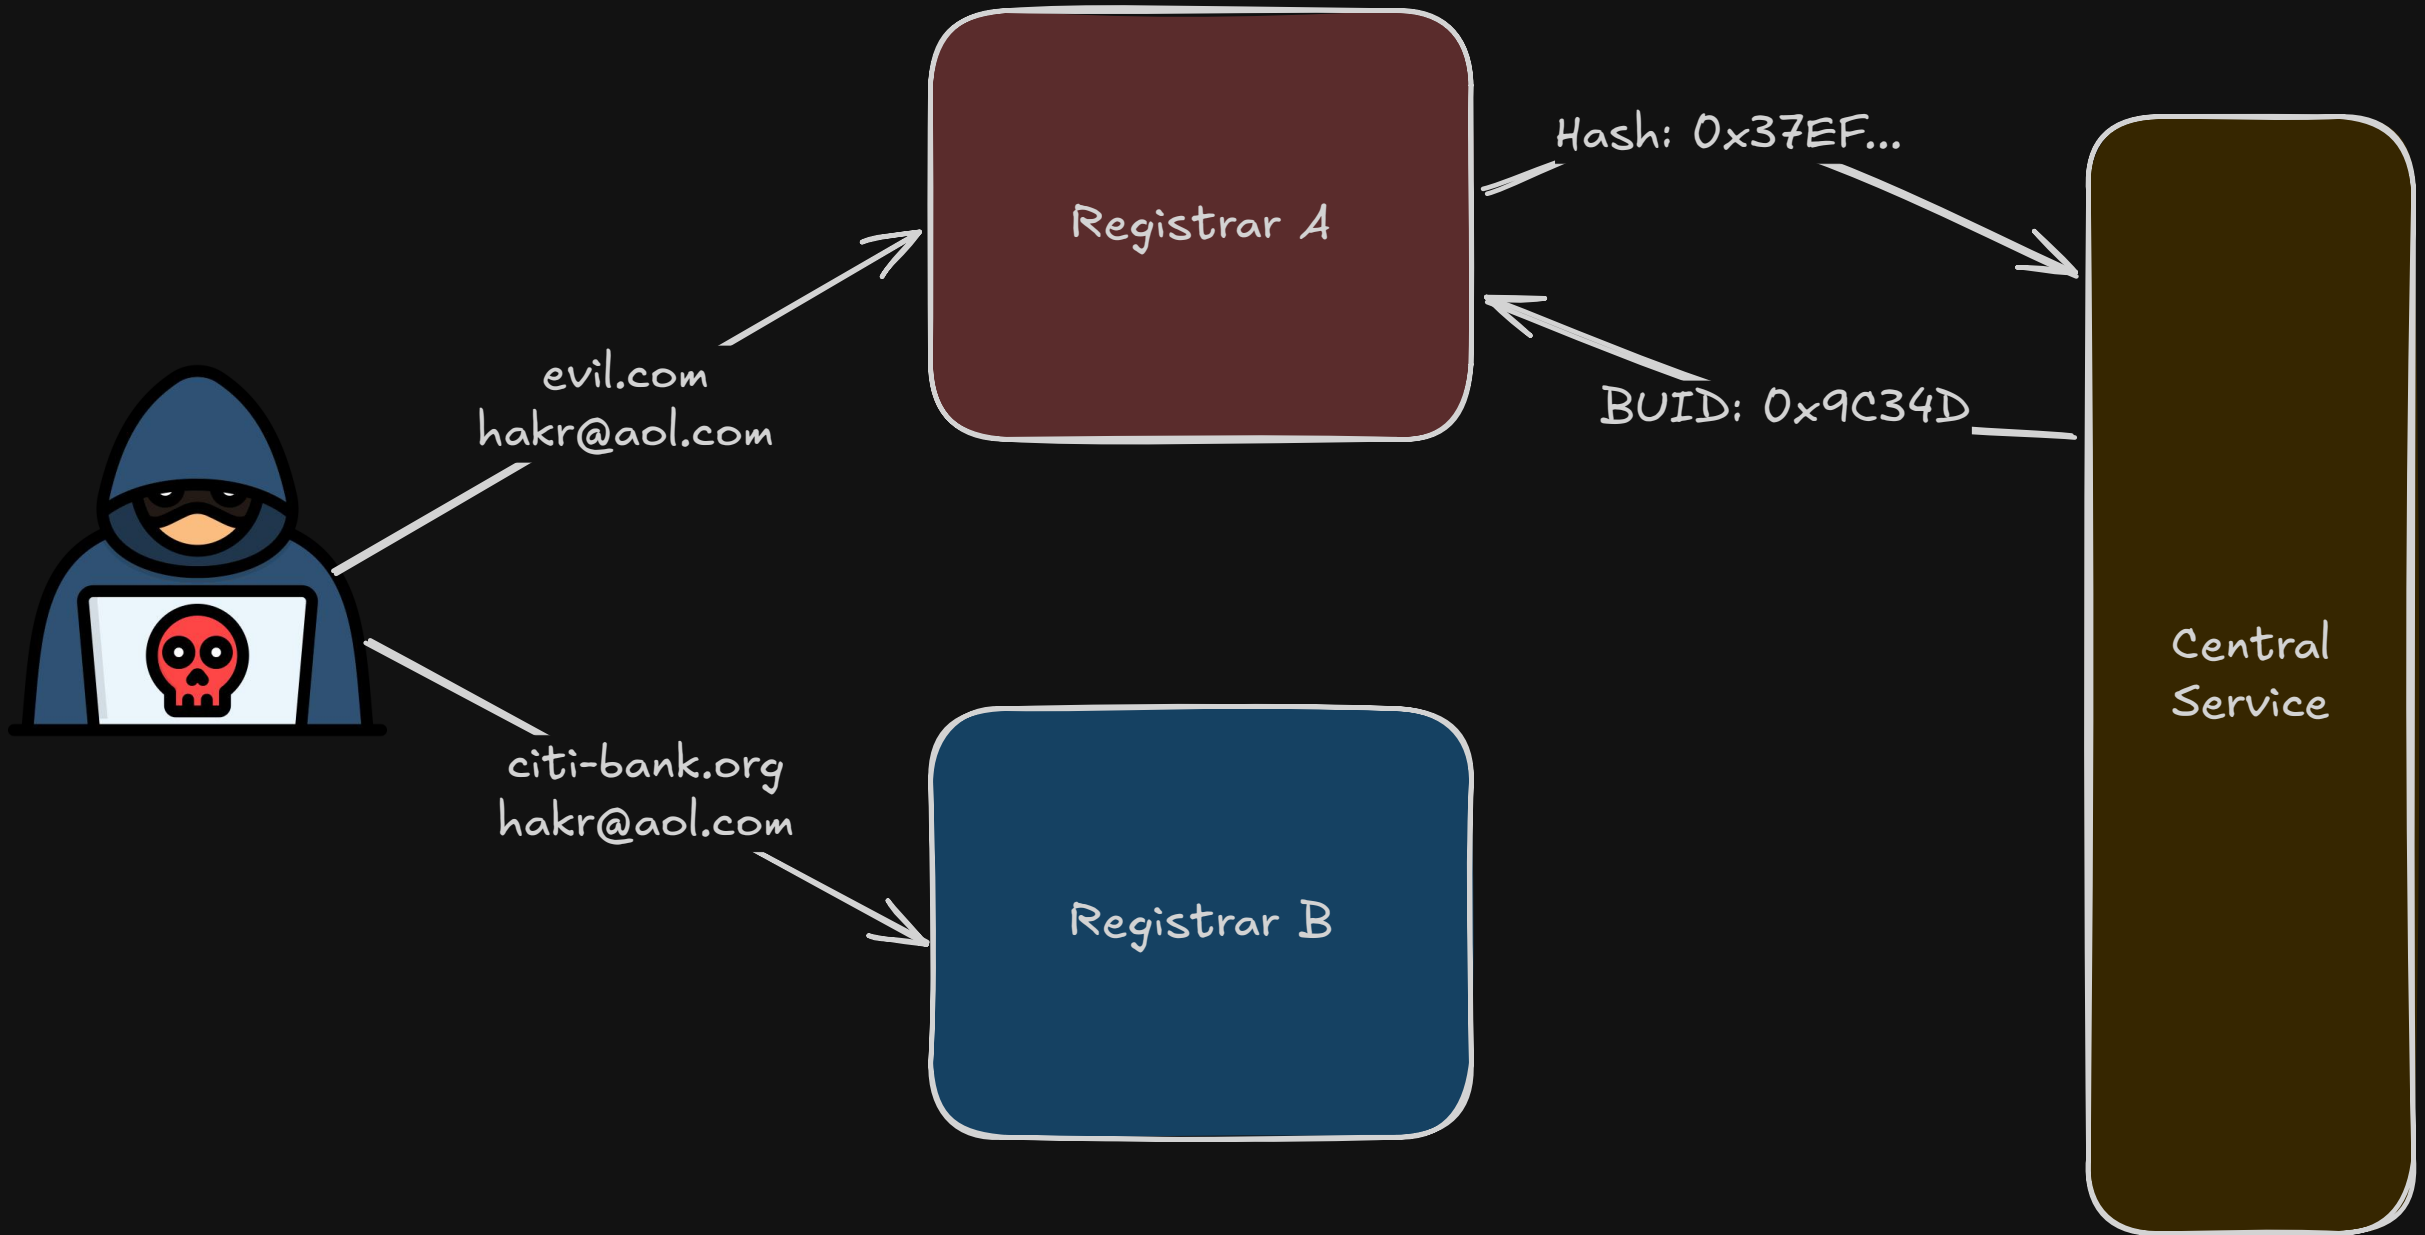 Registrar A
Hash: 0x37EF...
evil.com
hakr@aol.com
BUID: 0x9C34D
Central
Service
citi-bank.org
hakr@aol.com
Registrar B